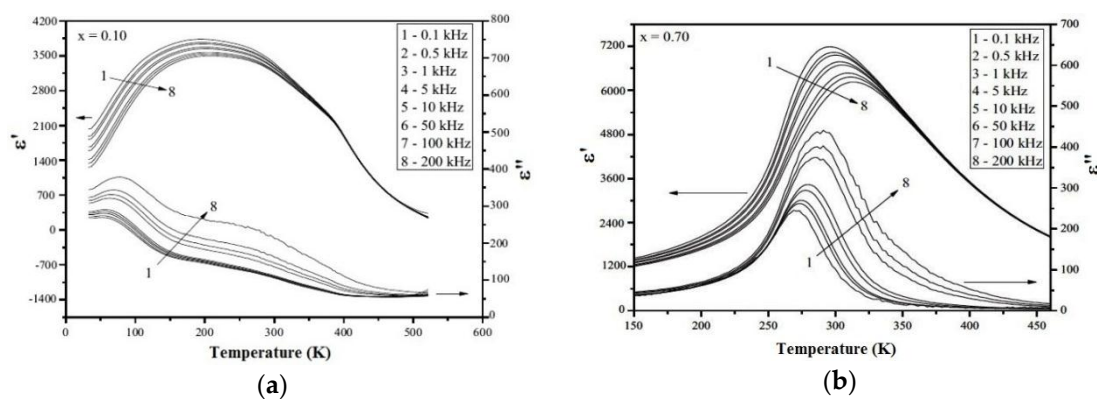 x = 0.10
1 - 0.1 kHz
2 - 0.5 kHz
3 - 1 kHz
4 - 5 kHz
5 - 10 kHz
6 - 50 kHz
7 - 100 kHz
8 - 200 kHz
1
8
8
1
ε'
ε''
4200
3500
2800
2100
1400
700
0
-700
-1400
800
700
600
500
400
300
200
100
0
0 100 200 300 400 500 600
Temperature (K)
(a)
x = 0.70
1 - 0.1 kHz
2 - 0.5 kHz
3 - 1 kHz
4 - 5 kHz
5 - 10 kHz
6 - 50 kHz
7 - 100 kHz
8 - 200 kHz
1
8
8
1
ε'
ε''
7200
6000
4800
3600
2400
1200
0
700
600
500
400
300
200
100
0
150 200 250 300 350 400 450
Temperature (K)
(b)